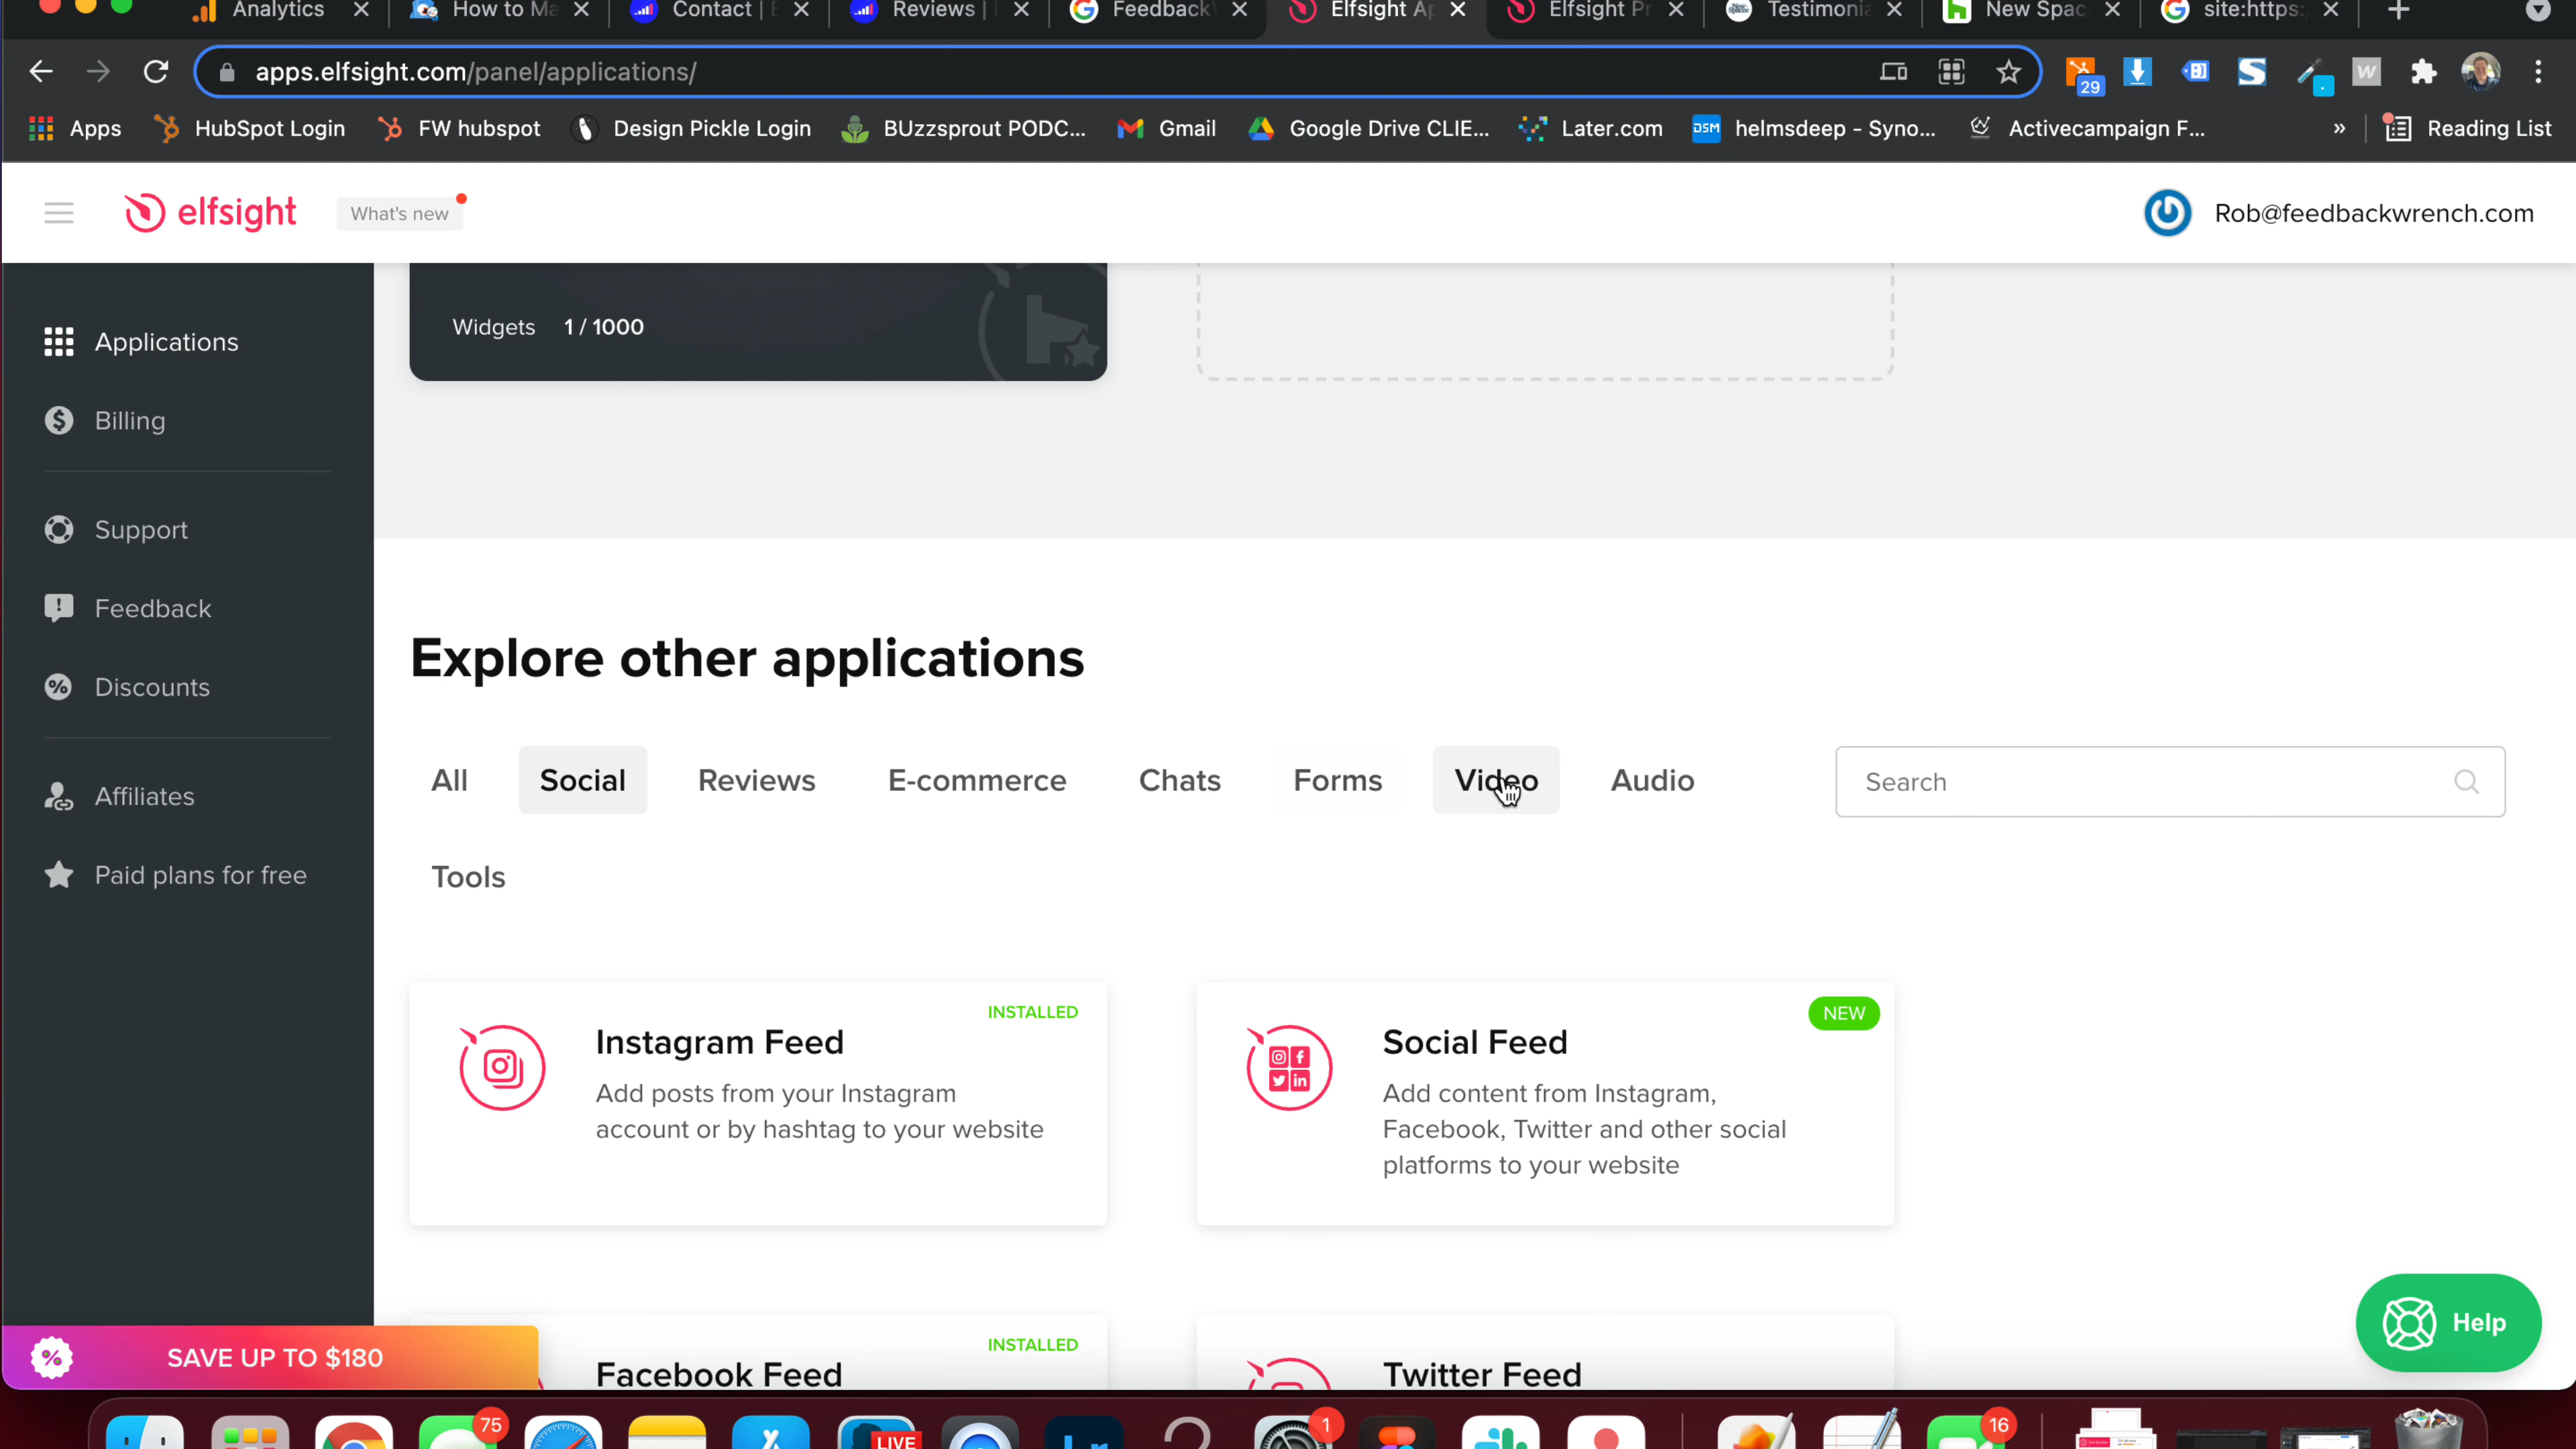 Analytics
How to Ma
Contact |
Reviews |
Feedback
Elfsight Ap
Elfsight Pr
Testimonia
New Spac
site:https:
apps.elfsight.com/panel/applications/
29
Apps
HubSpot Login
FW hubspot
Design Pickle Login
BUzzsprout PODC...
Gmail
Google Drive CLIE...
Later.com
DSM
helmsdeep - Syno...
Activecampaign F...
»
Reading List
elfsight
What's new
Rob@feedbackwrench.com
Applications
Billing
Support
Feedback
Discounts
Affiliates
Paid plans for free
Widgets 1 / 1000
Explore other applications
All
Social
Reviews
E-commerce
Chats
Forms
Video
Audio
Search
Tools
INSTALLED
Instagram Feed
Add posts from your Instagram
account or by hashtag to your website
NEW
Social Feed
Add content from Instagram,
Facebook, Twitter and other social
platforms to your website
INSTALLED
Facebook Feed
Twitter Feed
SAVE UP TO $180
Help
75
LIVE
1
16